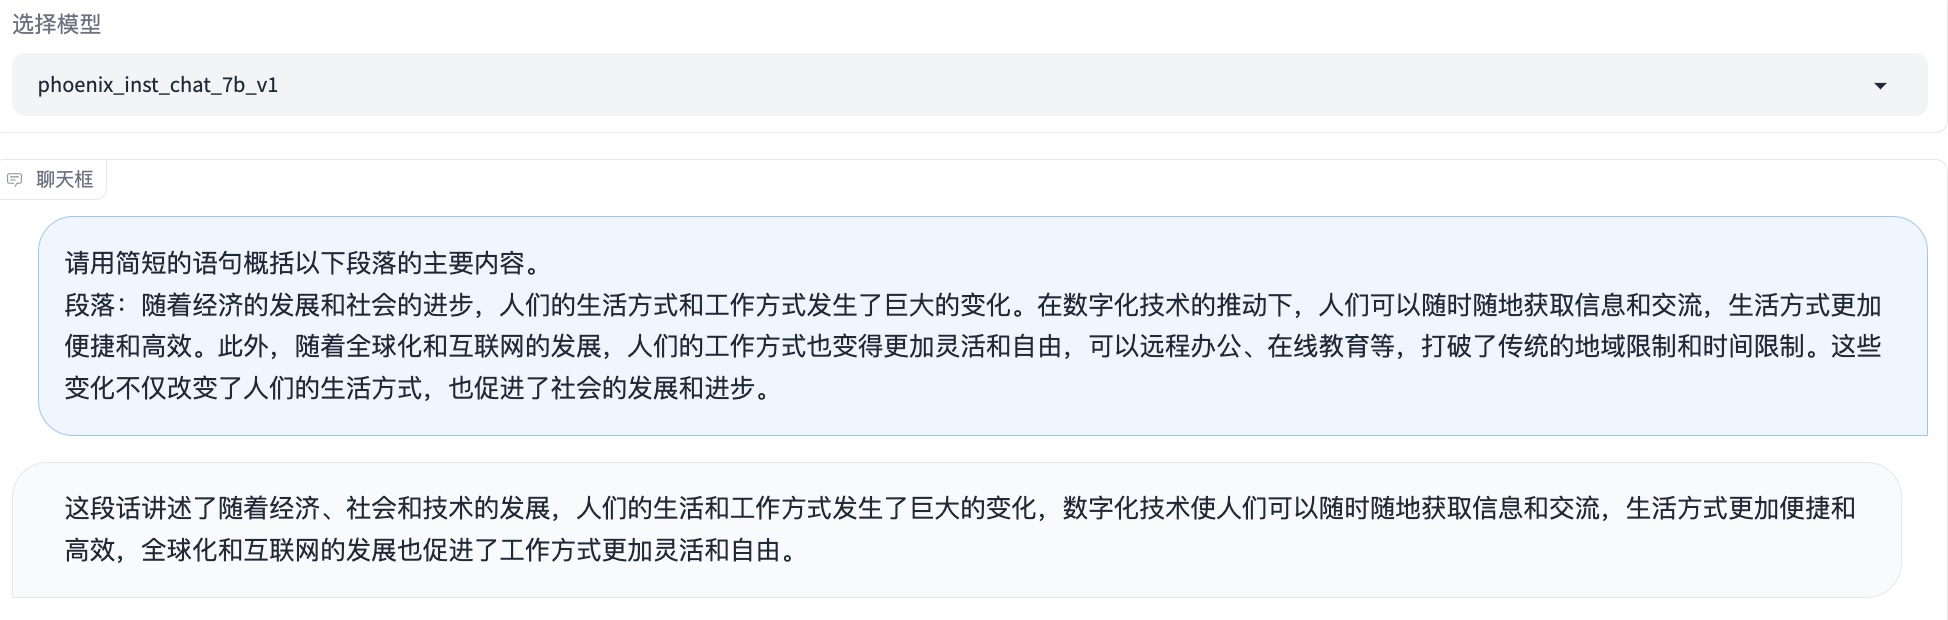 选择模型
phoenix_inst_chat_7b_v1
聊天框
请用简短的语句概括以下段落的主要内容。
段落：随着经济的发展和社会的进步，人们的生活方式和工作方式发生了巨大的变化。在数字化技术的推动下，人们可以随时随地获取信息和交流，生活方式更加
便捷和高效。此外，随着全球化和互联网的发展，人们的工作方式也变得更加灵活和自由，可以远程办公、在线教育等，打破了传统的地域限制和时间限制。这些
变化不仅改变了人们的生活方式，也促进了社会的发展和进步。
这段话讲述了随着经济、社会和技术的发展，人们的生活和工作方式发生了巨大的变化，数字化技术使人们可以随时随地获取信息和交流，生活方式更加便捷和
高效，全球化和互联网的发展也促进了工作方式更加灵活和自由。